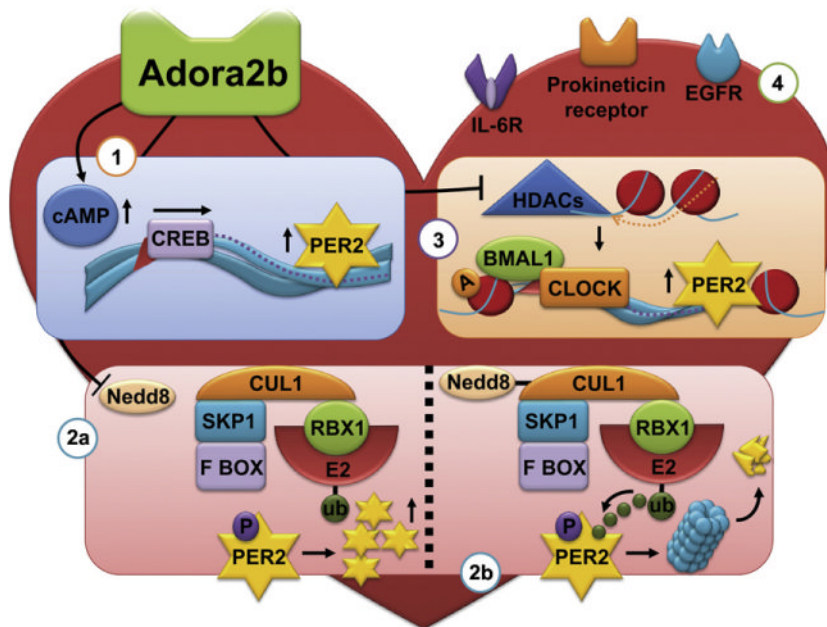 Adora2b
IL-6R
Prokineticin
receptor
EGFR
4
1
cAMP
CREB
PER2
3
HDACs
A
BMAL1
CLOCK
PER2
2a
Nedd8
CUL1
SKP1
RBX1
F BOX
E2
ub
P
PER2
2b
Nedd8
CUL1
SKP1
RBX1
F BOX
E2
ub
P
PER2